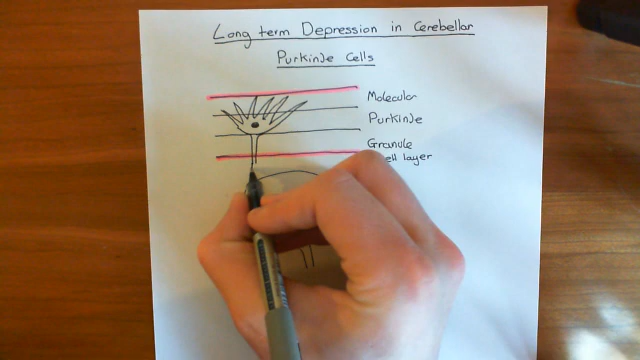 Long term Depression in Cerebellar
Purkinje Cells
Molecular
Purkinje
Granule
cell layer